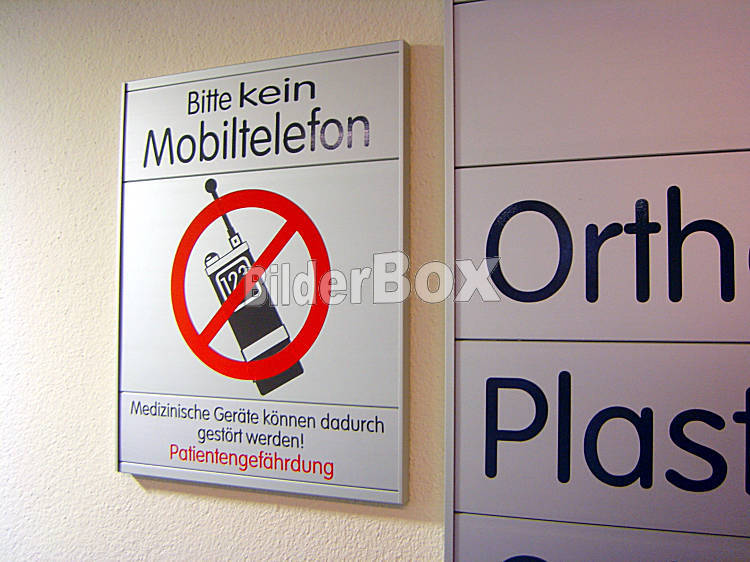 Bitte kein
Mobiltelefon
123
BilderBOX
Medizinische Geräte können dadurch
gestört werden!
Patientengefährdung
Orth
Plast